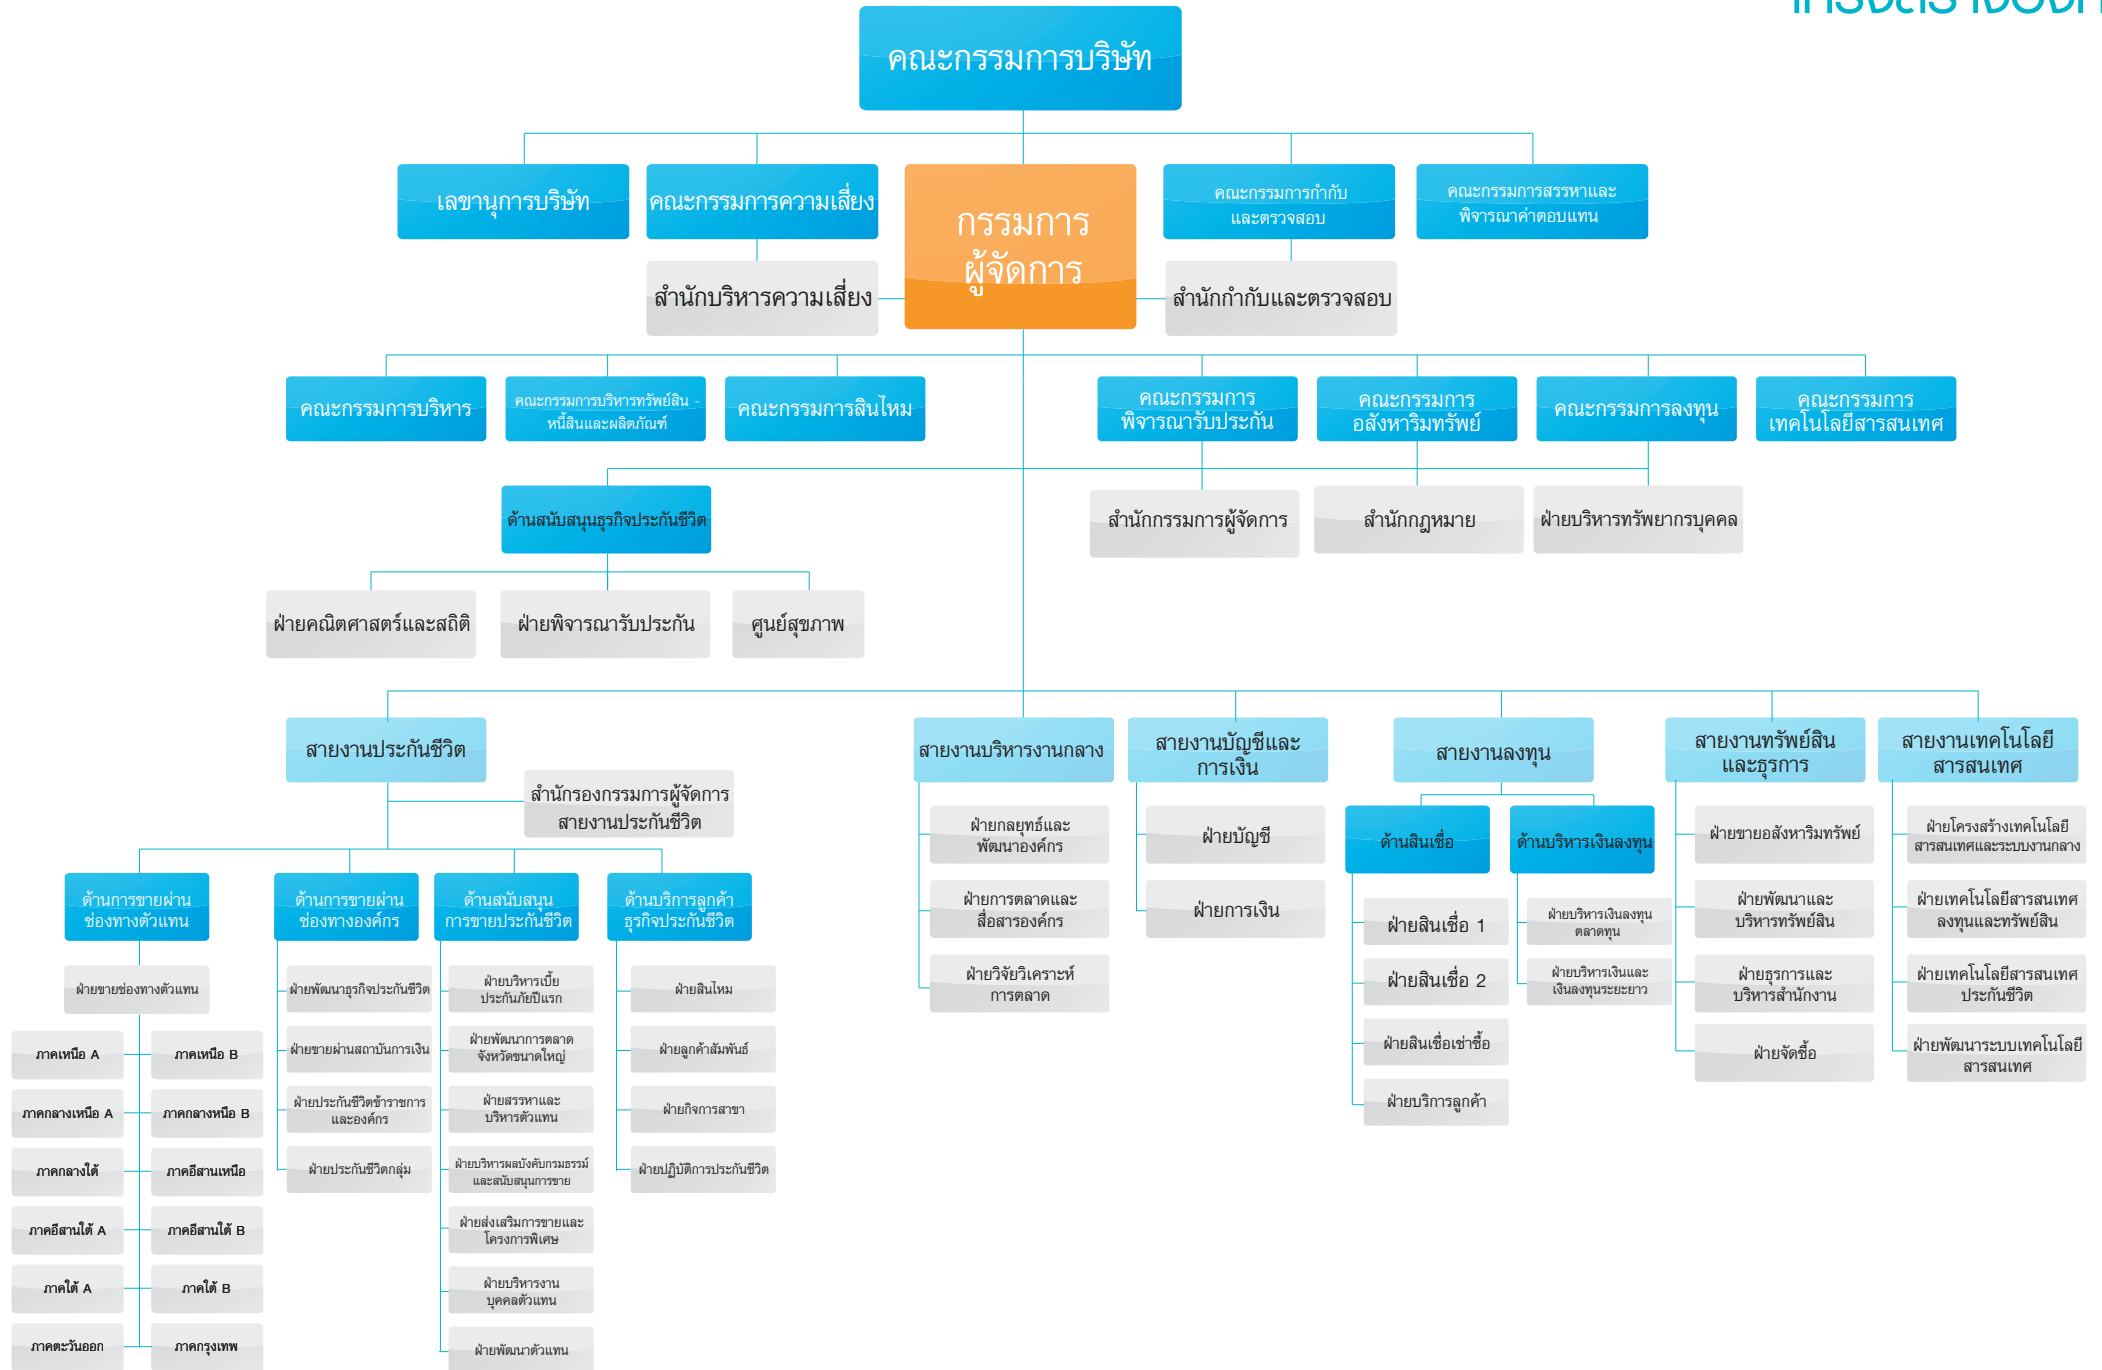 คณะกรรมการบริษัท
เลขานุการบริษัท
คณะกรรมการความเสี่ยง
กรรมการ
ผู้จัดการ
คณะกรรมการกำกับ
และตรวจสอบ
คณะกรรมการสรรหาและ
พิจารณาค่าตอบแทน
สำนักบริหารความเสี่ยง
สำนักกำกับและตรวจสอบ
คณะกรรมการบริหาร
คณะกรรมการบริหารทรัพย์สิน -
หนี้สินและผลิตภัณฑ์
คณะกรรมการสินไหม
คณะกรรมการ
พิจารณารับประกัน
คณะกรรมการ
อสังหาริมทรัพย์
คณะกรรมการลงทุน
คณะกรรมการ
เทคโนโลยีสารสนเทศ
ด้านสนับสนุนธุรกิจประกันชีวิต
สำนักกรรมการผู้จัดการ
สำนักกฎหมาย
ฝ่ายบริหารทรัพยากรบุคคล
ฝ่ายคณิตศาสตร์และสถิติ
ฝ่ายพิจารณารับประกัน
ศูนย์สุขภาพ
สายงานประกันชีวิต
สายงานบริหารงานกลาง
สายงานบัญชีและ
การเงิน
สายงานลงทุน
สายงานทรัพย์สิน
และธุรการ
สายงานเทคโนโลยี
สารสนเทศ
สำนักรองกรรมการผู้จัดการ
สายงานประกันชีวิต
ด้านการขายผ่าน
ช่องทางตัวแทน
ด้านการขายผ่าน
ช่องทางองค์กร
ด้านสนับสนุน
การขายประกันชีวิต
ด้านบริการลูกค้า
ธุรกิจประกันชีวิต
ฝ่ายขายช่องทางตัวแทน
ภาคเหนือ A
ภาคเหนือ B
ภาคกลางเหนือ A
ภาคกลางหนือ B
ภาคกลางใต้
ภาคอีสานเหนือ
ภาคอีสานใต้ A
ภาคอีสานใต้ B
ภาคใต้ A
ภาคใต้ B
ภาคตะวันออก
ภาคกรุงเทพ
ฝ่ายพัฒนาธุรกิจประกันชีวิต
ฝ่ายขายผ่านสถาบันการเงิน
ฝ่ายประกันชีวิตข้าราชการ
และองค์กร
ฝ่ายประกันชีวิตกลุ่ม
ฝ่ายบริหารเบี้ย
ประกันภัยปีแรก
ฝ่ายพัฒนาการตลาด
จังหวัดขนาดใหญ่
ฝ่ายสรรหาและ
บริหารตัวแทน
ฝ่ายบริหารผลบังคับกรมธรรม์
และสนับสนุนการขาย
ฝ่ายส่งเสริมการขายและ
โครงการพิเศษ
ฝ่ายบริหารงาน
บุคคลตัวแทน
ฝ่ายพัฒนาตัวแทน
ฝ่ายสินไหม
ฝ่ายลูกค้าสัมพันธ์
ฝ่ายกิจการสาขา
ฝ่ายปฏิบัติการประกันชีวิต
ฝ่ายกลยุทธ์และ
พัฒนาองค์กร
ฝ่ายการตลาดและ
สื่อสารองค์กร
ฝ่ายวิจัยวิเคราะห์
การตลาด
ฝ่ายบัญชี
ฝ่ายการเงิน
ด้านสินเชื่อ
ด้านบริหารเงินลงทุน
ฝ่ายสินเชื่อ 1
ฝ่ายสินเชื่อ 2
ฝ่ายสินเชื่อเช่าซื้อ
ฝ่ายบริการลูกค้า
ฝ่ายบริหารเงินลงทุน
ตลาดทุน
ฝ่ายบริหารเงินและ
เงินลงทุนระยะยาว
ฝ่ายขายอสังหาริมทรัพย์
ฝ่ายพัฒนาและ
บริหารทรัพย์สิน
ฝ่ายธุรการและ
บริหารสำนักงาน
ฝ่ายจัดซื้อ
ฝ่ายโครงสร้างเทคโนโลยี
สารสนเทศและระบบงานกลาง
ฝ่ายเทคโนโลยีสารสนเทศ
ลงทุนและทรัพย์สิน
ฝ่ายเทคโนโลยีสารสนเทศ
ประกันชีวิต
ฝ่ายพัฒนาระบบเทคโนโลยี
สารสนเทศ